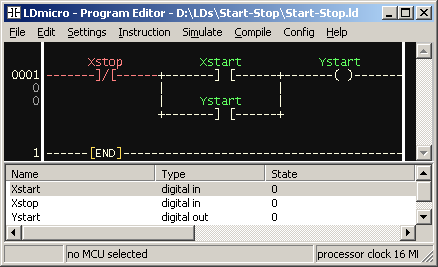 LDmicro - Program Editor - D:\LDs\Start-Stop\Start-Stop.ld
File Edit Settings Instruction Simulate Compile Config Help
Xstop Xstart Ystart
0001 ------]/[------+------] [------+------( )------
0
0 Ystart
+------] [------+
1 ------[END]------
Name Type State
Xstart digital in 0
Xstop digital in 0
Ystart digital out 0
no MCU selected processor clock 16 MI